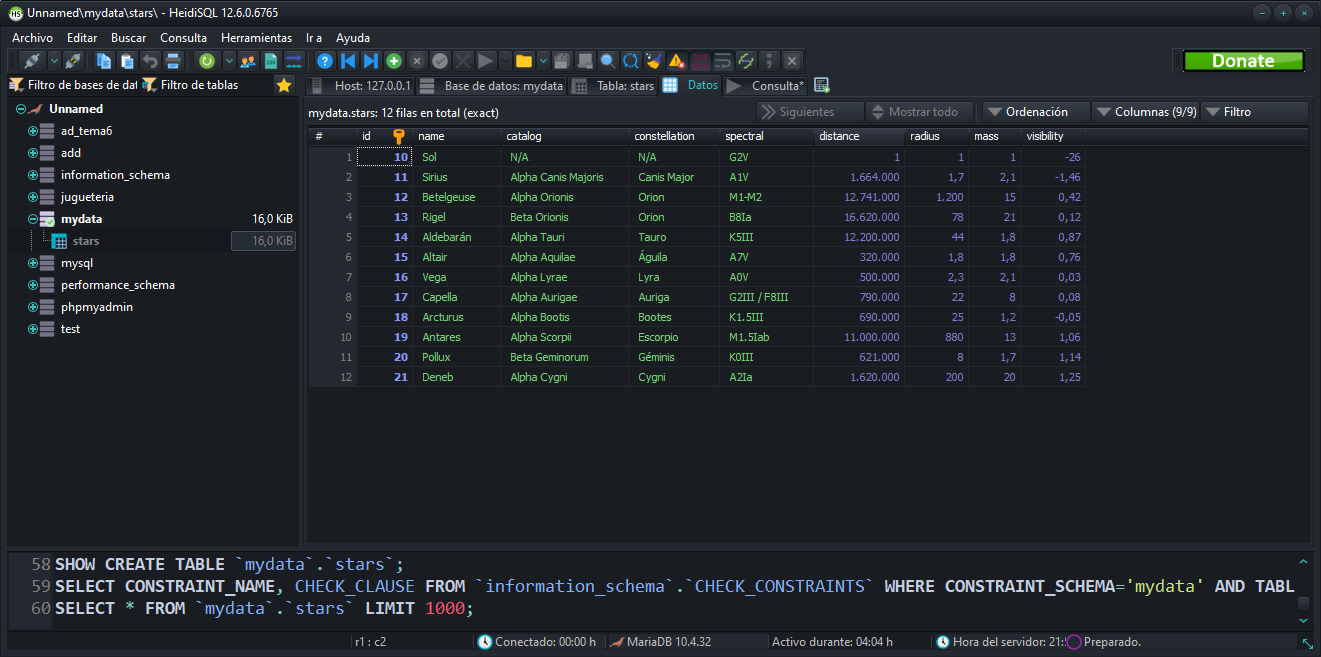 Unnamed\mydata\stars\ - HeidiSQL 12.6.0.6765
Archivo Editar Buscar Consulta Herramientas Ir a Ayuda
Donate
Filtro de bases de dat Filtro de tablas
Host: 127.0.0.1 Base de datos: mydata Tabla: stars Datos Consulta*
Unnamed
ad_tema6
add
information_schema
jugueteria
mydata 16,0 KiB
stars 16,0 KiB
mysql
performance_schema
phpmyadmin
test
mydata.stars: 12 filas en total (exact) Siguientes Mostrar todo Ordenación Columnas (9/9) Filtro
# id name catalog constellation spectral distance radius mass visibility
1 10 Sol N/A N/A G2V 1 1 1 -26
2 11 Sirius Alpha Canis Majoris Canis Major A1V 1.664.000 1,7 2,1 -1,46
3 12 Betelgeuse Alpha Orionis Orion M1-M2 12.741.000 1.200 15 0,42
4 13 Rigel Beta Orionis Orion B8Ia 16.620.000 78 21 0,12
5 14 Aldebarán Alpha Tauri Tauro K5III 12.200.000 44 1,8 0,87
6 15 Altair Alpha Aquilae Águila A7V 320.000 1,8 1,8 0,76
7 16 Vega Alpha Lyrae Lyra A0V 500.000 2,3 2,1 0,03
8 17 Capella Alpha Aurigae Auriga G2III / F8III 790.000 22 8 0,08
9 18 Arcturus Alpha Bootis Bootes K1.5III 690.000 25 1,2 -0,05
10 19 Antares Alpha Scorpii Escorpio M1.5Iab 11.000.000 880 13 1,06
11 20 Pollux Beta Geminorum Géminis K0III 621.000 8 1,7 1,14
12 21 Deneb Alpha Cygni Cygni A2Ia 1.620.000 200 20 1,25
58 SHOW CREATE TABLE `mydata`.`stars`;
59 SELECT CONSTRAINT_NAME, CHECK_CLAUSE FROM `information_schema`.`CHECK_CONSTRAINTS` WHERE CONSTRAINT_SCHEMA='mydata' AND TABL
60 SELECT * FROM `mydata`.`stars` LIMIT 1000;
r1 : c2 Conectado: 00:00 h MariaDB 10.4.32 Activo durante: 04:04 h Hora del servidor: 21: Preparado.